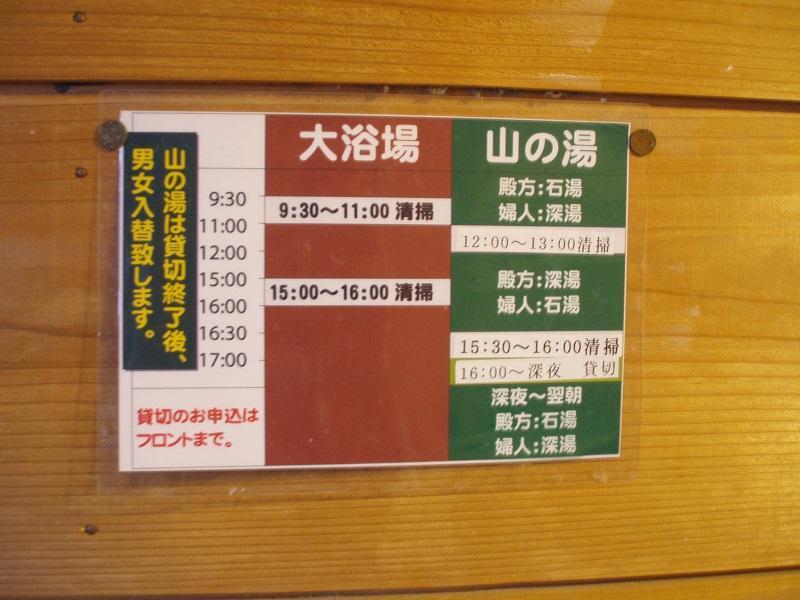 山の湯は貸切終了後、
男女入替致します。
9:30
11:00
12:00
15:00
16:00
16:30
17:00
貸切のお申込は
フロントまで。
大浴場
9:30～11:00 清掃
15:00～16:00 清掃
山の湯
殿方:石湯
婦人:深湯
12:00～13:00清掃
殿方:深湯
婦人:石湯
15:30～16:00清掃
16:00～深夜 貸切
深夜～翌朝
殿方:石湯
婦人:深湯